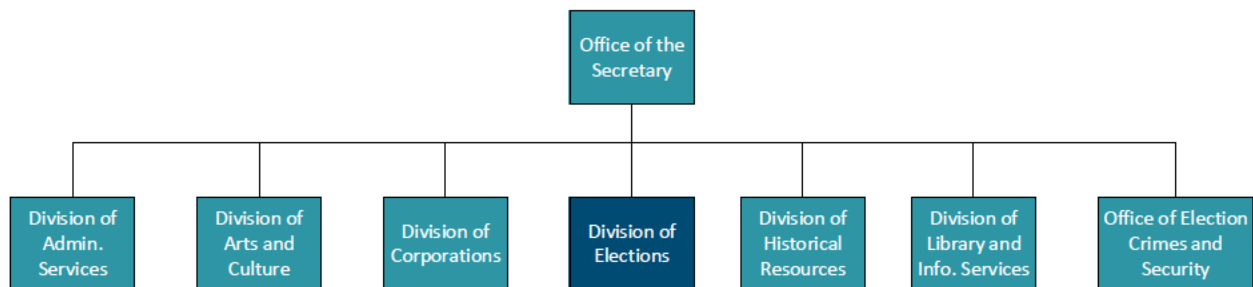 Office of the
Secretary
Division of
Admin.
Services
Division of
Arts and
Culture
Division of
Corporations
Division of
Elections
Division of
Historical
Resources
Division of
Library and
Info. Services
Office of Election
Crimes and
Security